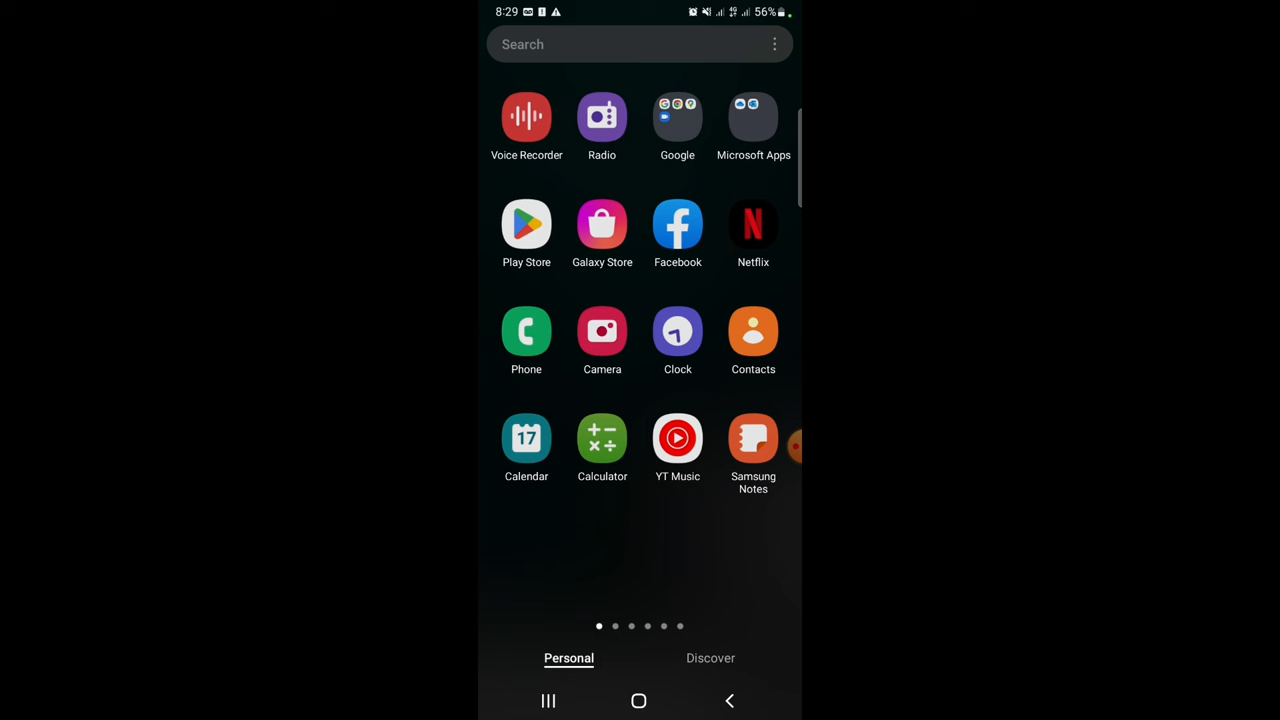 8:29
56%
Search
Voice Recorder
Radio
Google
Microsoft Apps
Play Store
Galaxy Store
Facebook
Netflix
Phone
Camera
Clock
Contacts
17
Calendar
Calculator
YT Music
Samsung
Notes
Personal
Discover